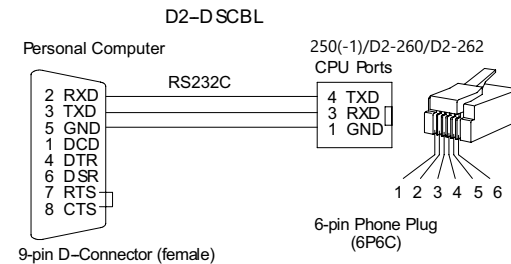 D2–DSCBL
Personal Computer
250(-1)/D2-260/D2-262
CPU Ports
RS232C
2 RXD
3 TXD
5 GND
1 DCD
4 DTR
6 DSR
7 RTS
8 CTS
4 TXD
3 RXD
1 GND
1 2 3 4 5 6
6-pin Phone Plug
(6P6C)
9-pin D–Connector (female)